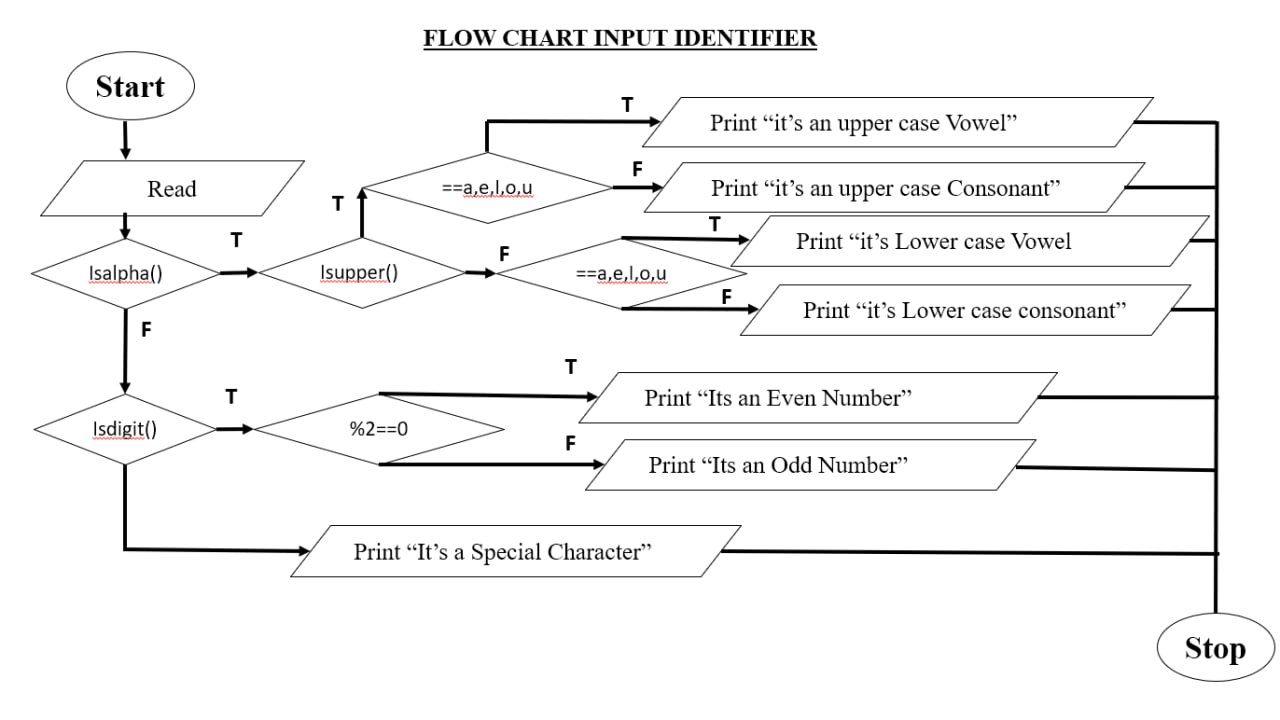 FLOW CHART INPUT IDENTIFIER
Start
Read
Isalpha()
T
F
Isupper()
T
F
==a,e,I,o,u
T
Print “it’s an upper case Vowel”
F
Print “it’s an upper case Consonant”
==a,e,I,o,u
T
Print “it’s Lower case Vowel
F
Print “it’s Lower case consonant”
Isdigit()
T
%2==0
T
Print “Its an Even Number”
F
Print “Its an Odd Number”
Print “It’s a Special Character”
Stop